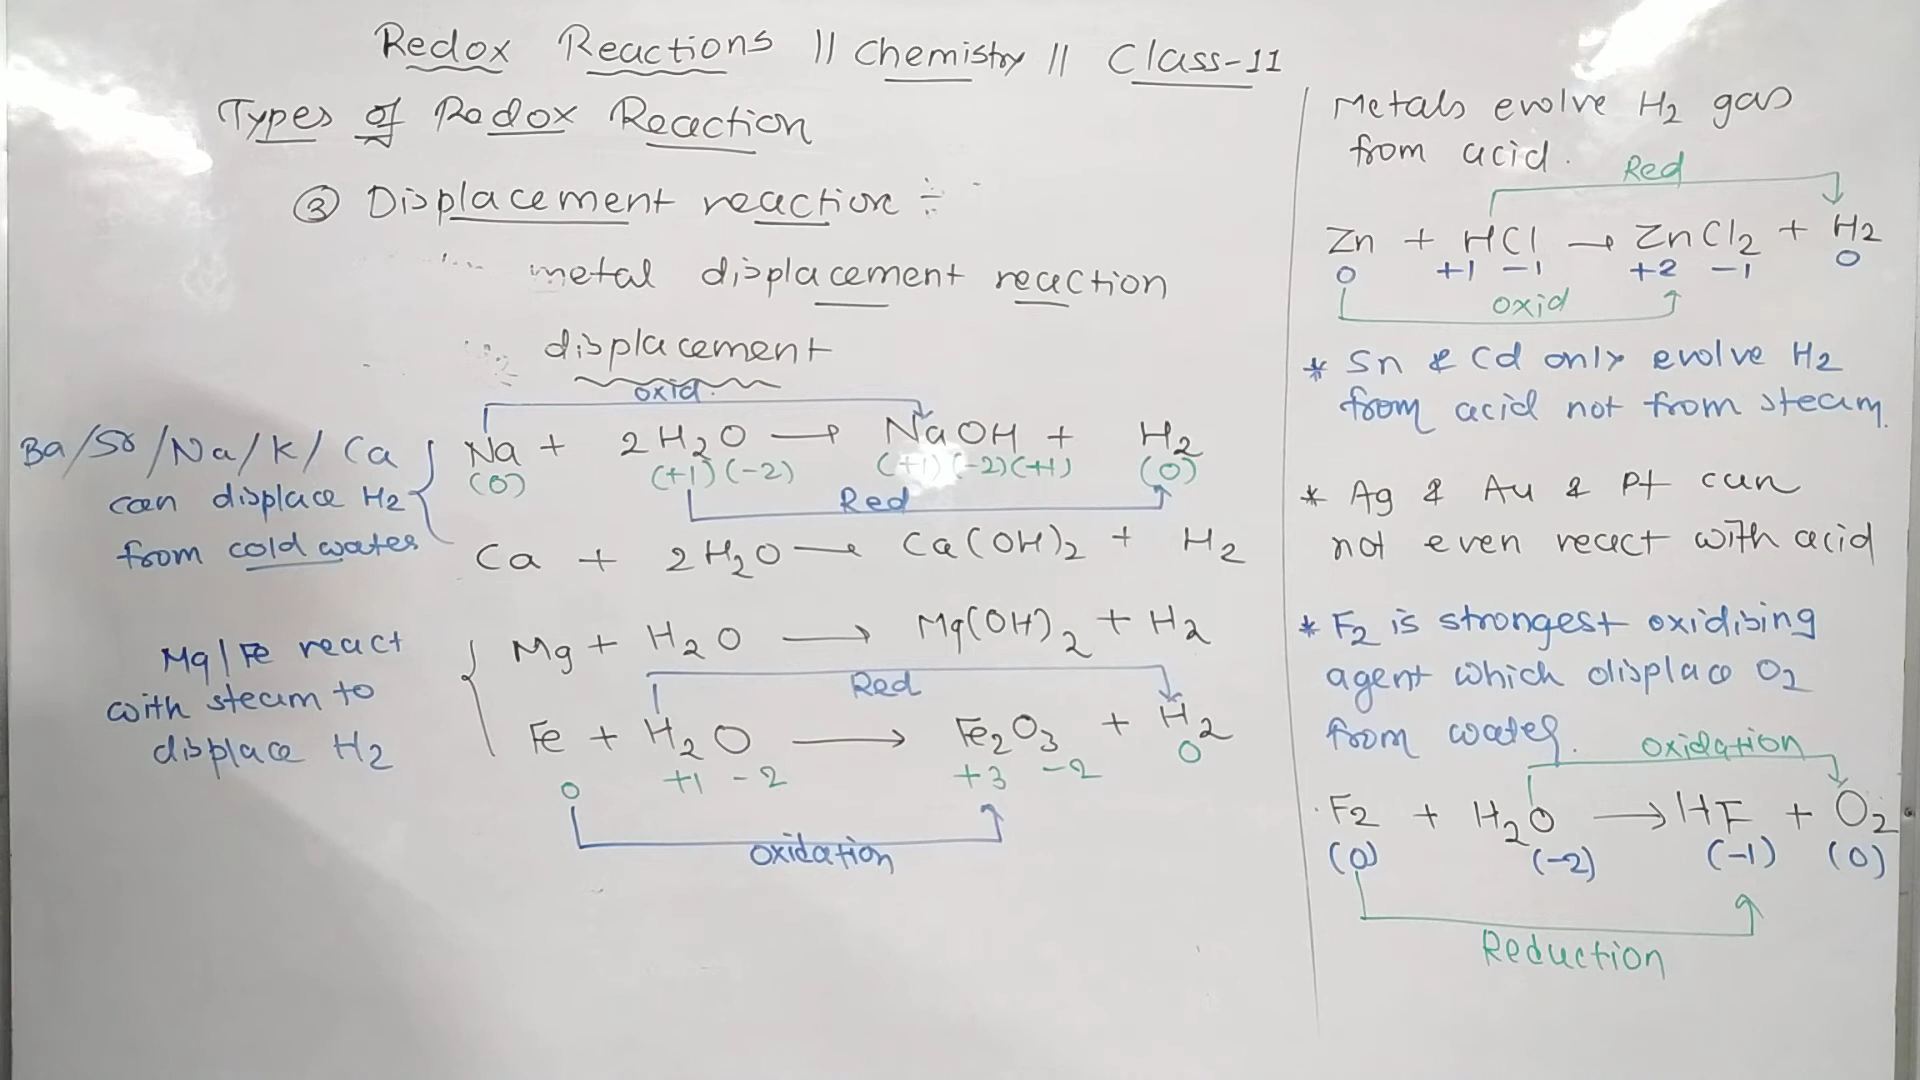 Redox Reactions || Chemistry || Class-11
Types of Redox Reaction
③ Displacement reaction ÷
metal displacement reaction
displacement
oxid.
Ba/Sr/Na/K/Ca
can displace H₂
from cold water
Na + 2H₂O → NaOH + H₂
(0) (+1) (-2) (+1) (-2)(+1) (0)
Red
Ca + 2H₂O → Ca(OH)₂ + H₂
Mg/Fe react
with steam to
displace H₂
Mg + H₂O → Mg(OH)₂ + H₂
Red
Fe + H₂O → Fe₂O₃ + H₂
0 +1 -2 +3 -2 0
oxidation
Metals evolve H₂ gas
from acid.
Red
Zn + HCl → ZnCl₂ + H₂
0 +1 -1 +2 -1 0
oxid
* Sn & Cd only evolve H₂
from acid not from steam.
* Ag & Au & Pt can
not even react with acid
* F₂ is strongest oxidising
agent which displace O₂
from water.
oxidation
F₂ + H₂O → HF + O₂
(0) (-2) (-1) (0)
Reduction